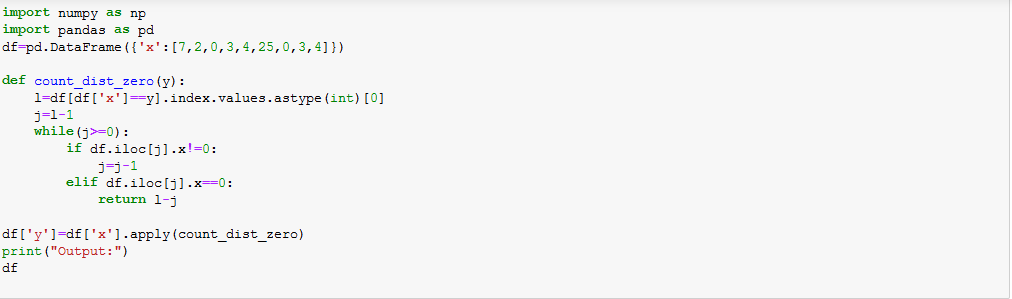 import numpy as np
import pandas as pd
df=pd.DataFrame({'x':[7,2,0,3,4,25,0,3,4]})
def count_dist_zero(y):
    l=df[df['x']==y].index.values.astype(int)[0]
    j=l-1
    while(j>=0):
        if df.iloc[j].x!=0:
            j=j-1
        elif df.iloc[j].x==0:
            return l-j
df['y']=df['x'].apply(count_dist_zero)
print("Output:")
df